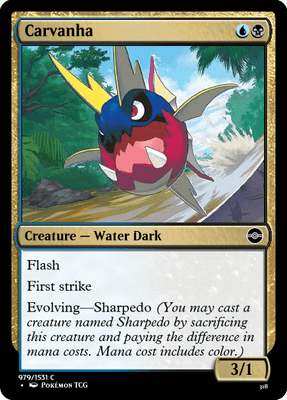 Carvanha
Creature — Water Dark
Flash
First strike
Evolving—Sharpedo (You may cast a
creature named Sharpedo by sacrificing
this creature and paying the difference in
mana costs. Mana cost includes color.)
3/1
979/1531 C
• Pokémon TCG